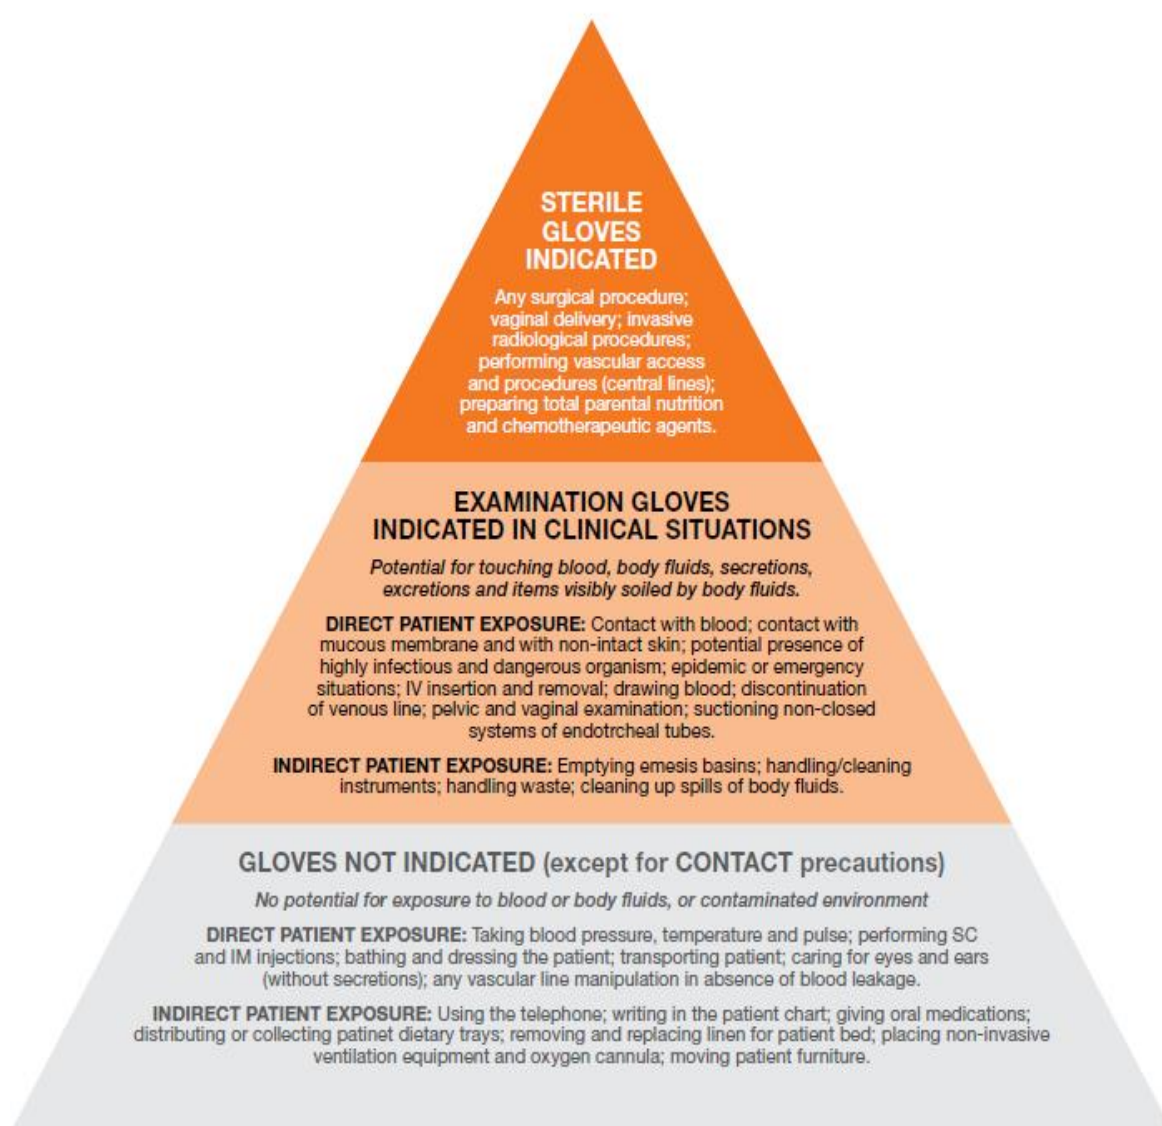 STERILE
GLOVES
INDICATED
Any surgical procedure;
vaginal delivery; invasive
radiological procedures;
performing vascular access
and procedures (central lines);
preparing total parental nutrition
and chemotherapeutic agents.
EXAMINATION GLOVES
INDICATED IN CLINICAL SITUATIONS
Potential for touching blood, body fluids, secretions,
excretions and items visibly soiled by body fluids.
DIRECT PATIENT EXPOSURE: Contact with blood; contact with
mucous membrane and with non-intact skin; potential presence of
highly infectious and dangerous organism; epidemic or emergency
situations; IV insertion and removal; drawing blood; discontinuation
of venous line; pelvic and vaginal examination; suctioning non-closed
systems of endotrcheal tubes.
INDIRECT PATIENT EXPOSURE: Emptying emesis basins; handling/cleaning
instruments; handling waste; cleaning up spills of body fluids.
GLOVES NOT INDICATED (except for CONTACT precautions)
No potential for exposure to blood or body fluids, or contaminated environment
DIRECT PATIENT EXPOSURE: Taking blood pressure, temperature and pulse; performing SC
and IM injections; bathing and dressing the patient; transporting patient; caring for eyes and ears
(without secretions); any vascular line manipulation in absence of blood leakage.
INDIRECT PATIENT EXPOSURE: Using the telephone; writing in the patient chart; giving oral medications;
distributing or collecting patinet dietary trays; removing and replacing linen for patient bed; placing non-invasive
ventilation equipment and oxygen cannula; moving patient furniture.